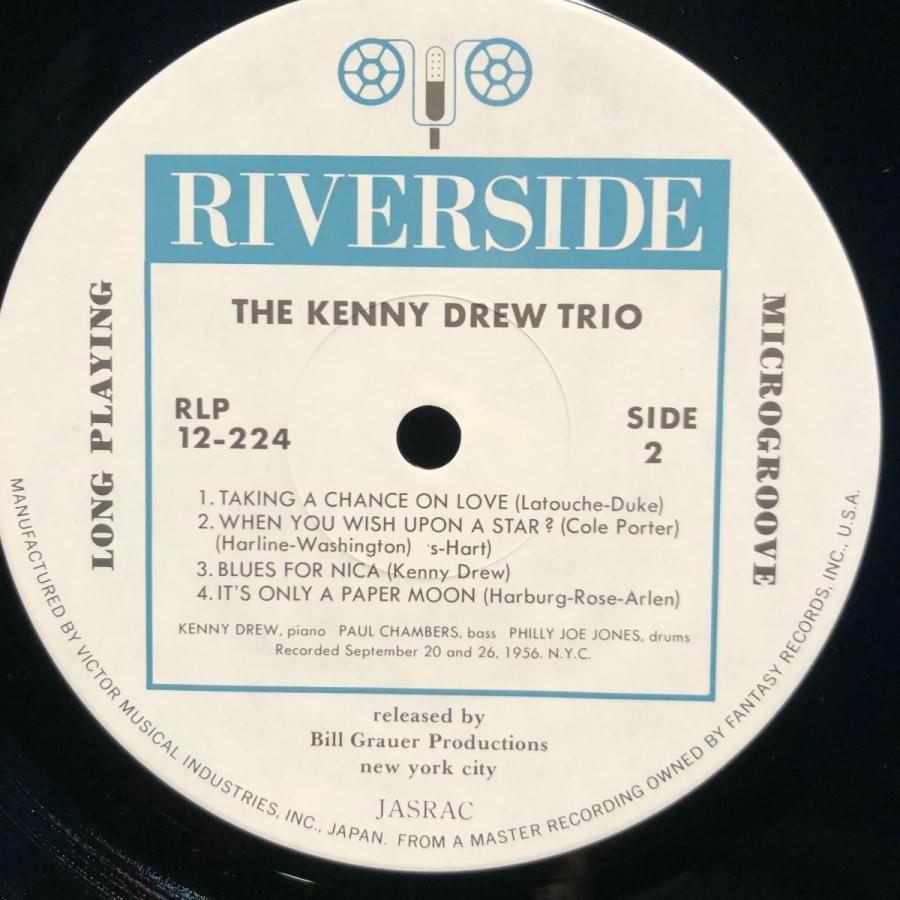 RIVERSIDE
THE KENNY DREW TRIO
LONG PLAYING
MICROGROOVE
RLP
12-224
SIDE
2
1. TAKING A CHANCE ON LOVE (Latouche-Duke)
2. WHEN YOU WISH UPON A STAR? (Cole Porter)
(Harline-Washington) s-Hart)
3. BLUES FOR NICA (Kenny Drew)
4. IT'S ONLY A PAPER MOON (Harburg-Rose-Arlen)
KENNY DREW, piano PAUL CHAMBERS, bass PHILLY JOE JONES, drums
Recorded September 20 and 26, 1956. N.Y.C.
released by
Bill Grauer Productions
new york city
JASRAC
MANUFACTURED BY VICTOR MUSICAL INDUSTRIES, INC., JAPAN. FROM A MASTER RECORDING OWNED BY FANTASY RECORDS, INC., U.S.A.